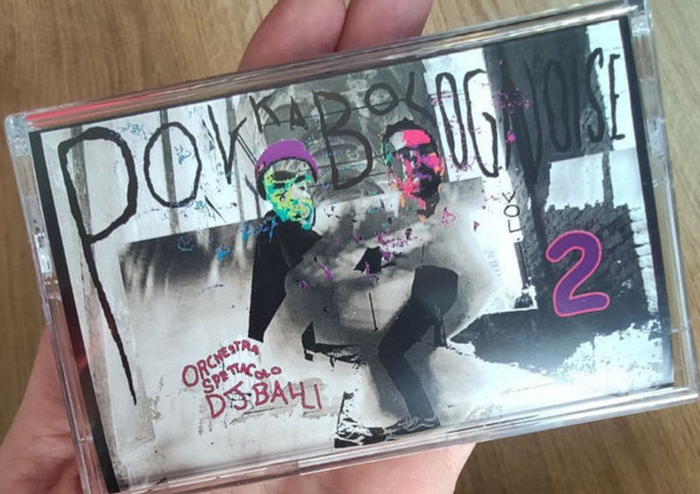 POLKA BOLOGNOISE
VOL.
2
ORCHESTRA
SPETTACOLO
DJ BALLI